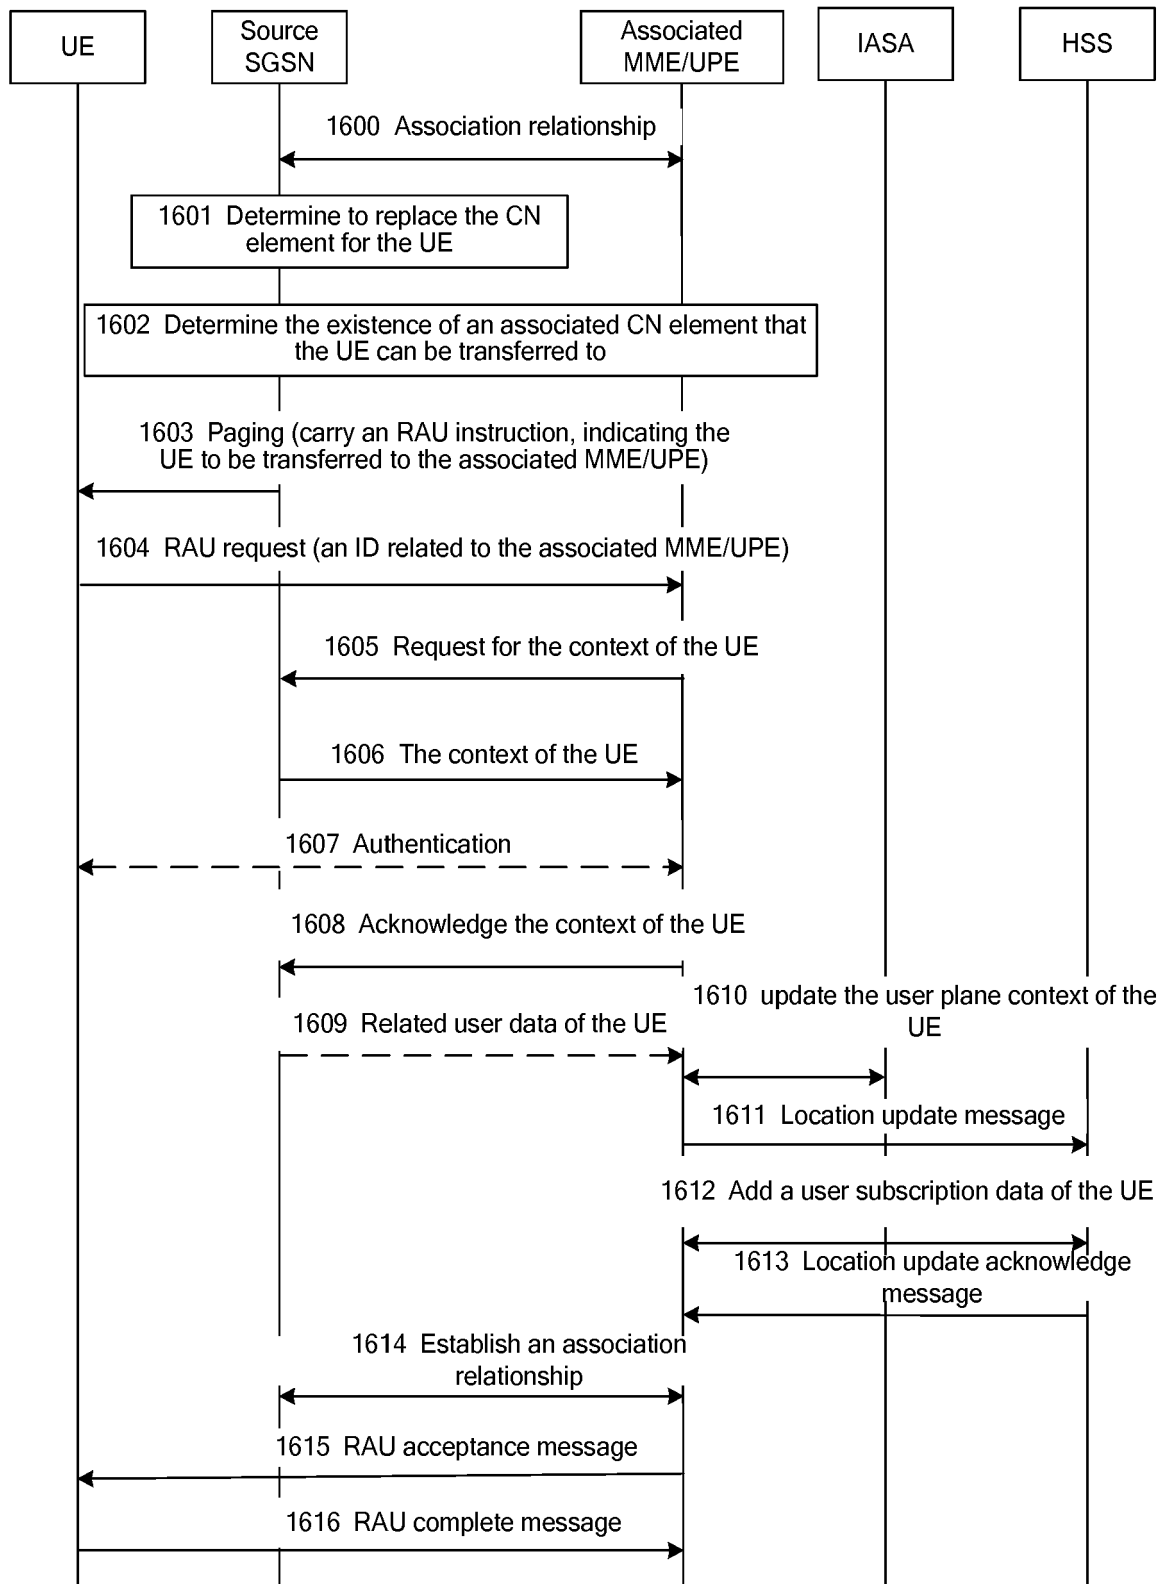 UE
Source
SGSN
Associated
MME/UPE
IASA
HSS
1600 Association relationship
1601 Determine to replace the CN
element for the UE
1602 Determine the existence of an associated CN element that
the UE can be transferred to
1603 Paging (carry an RAU instruction, indicating the
UE to be transferred to the associated MME/UPE)
1604 RAU request (an ID related to the associated MME/UPE)
1605 Request for the context of the UE
1606 The context of the UE
1607 Authentication
1608 Acknowledge the context of the UE
1610 update the user plane context of the
UE
1609 Related user data of the UE
1611 Location update message
1612 Add a user subscription data of the UE
1613 Location update acknowledge
message
1614 Establish an association
relationship
1615 RAU acceptance message
1616 RAU complete message